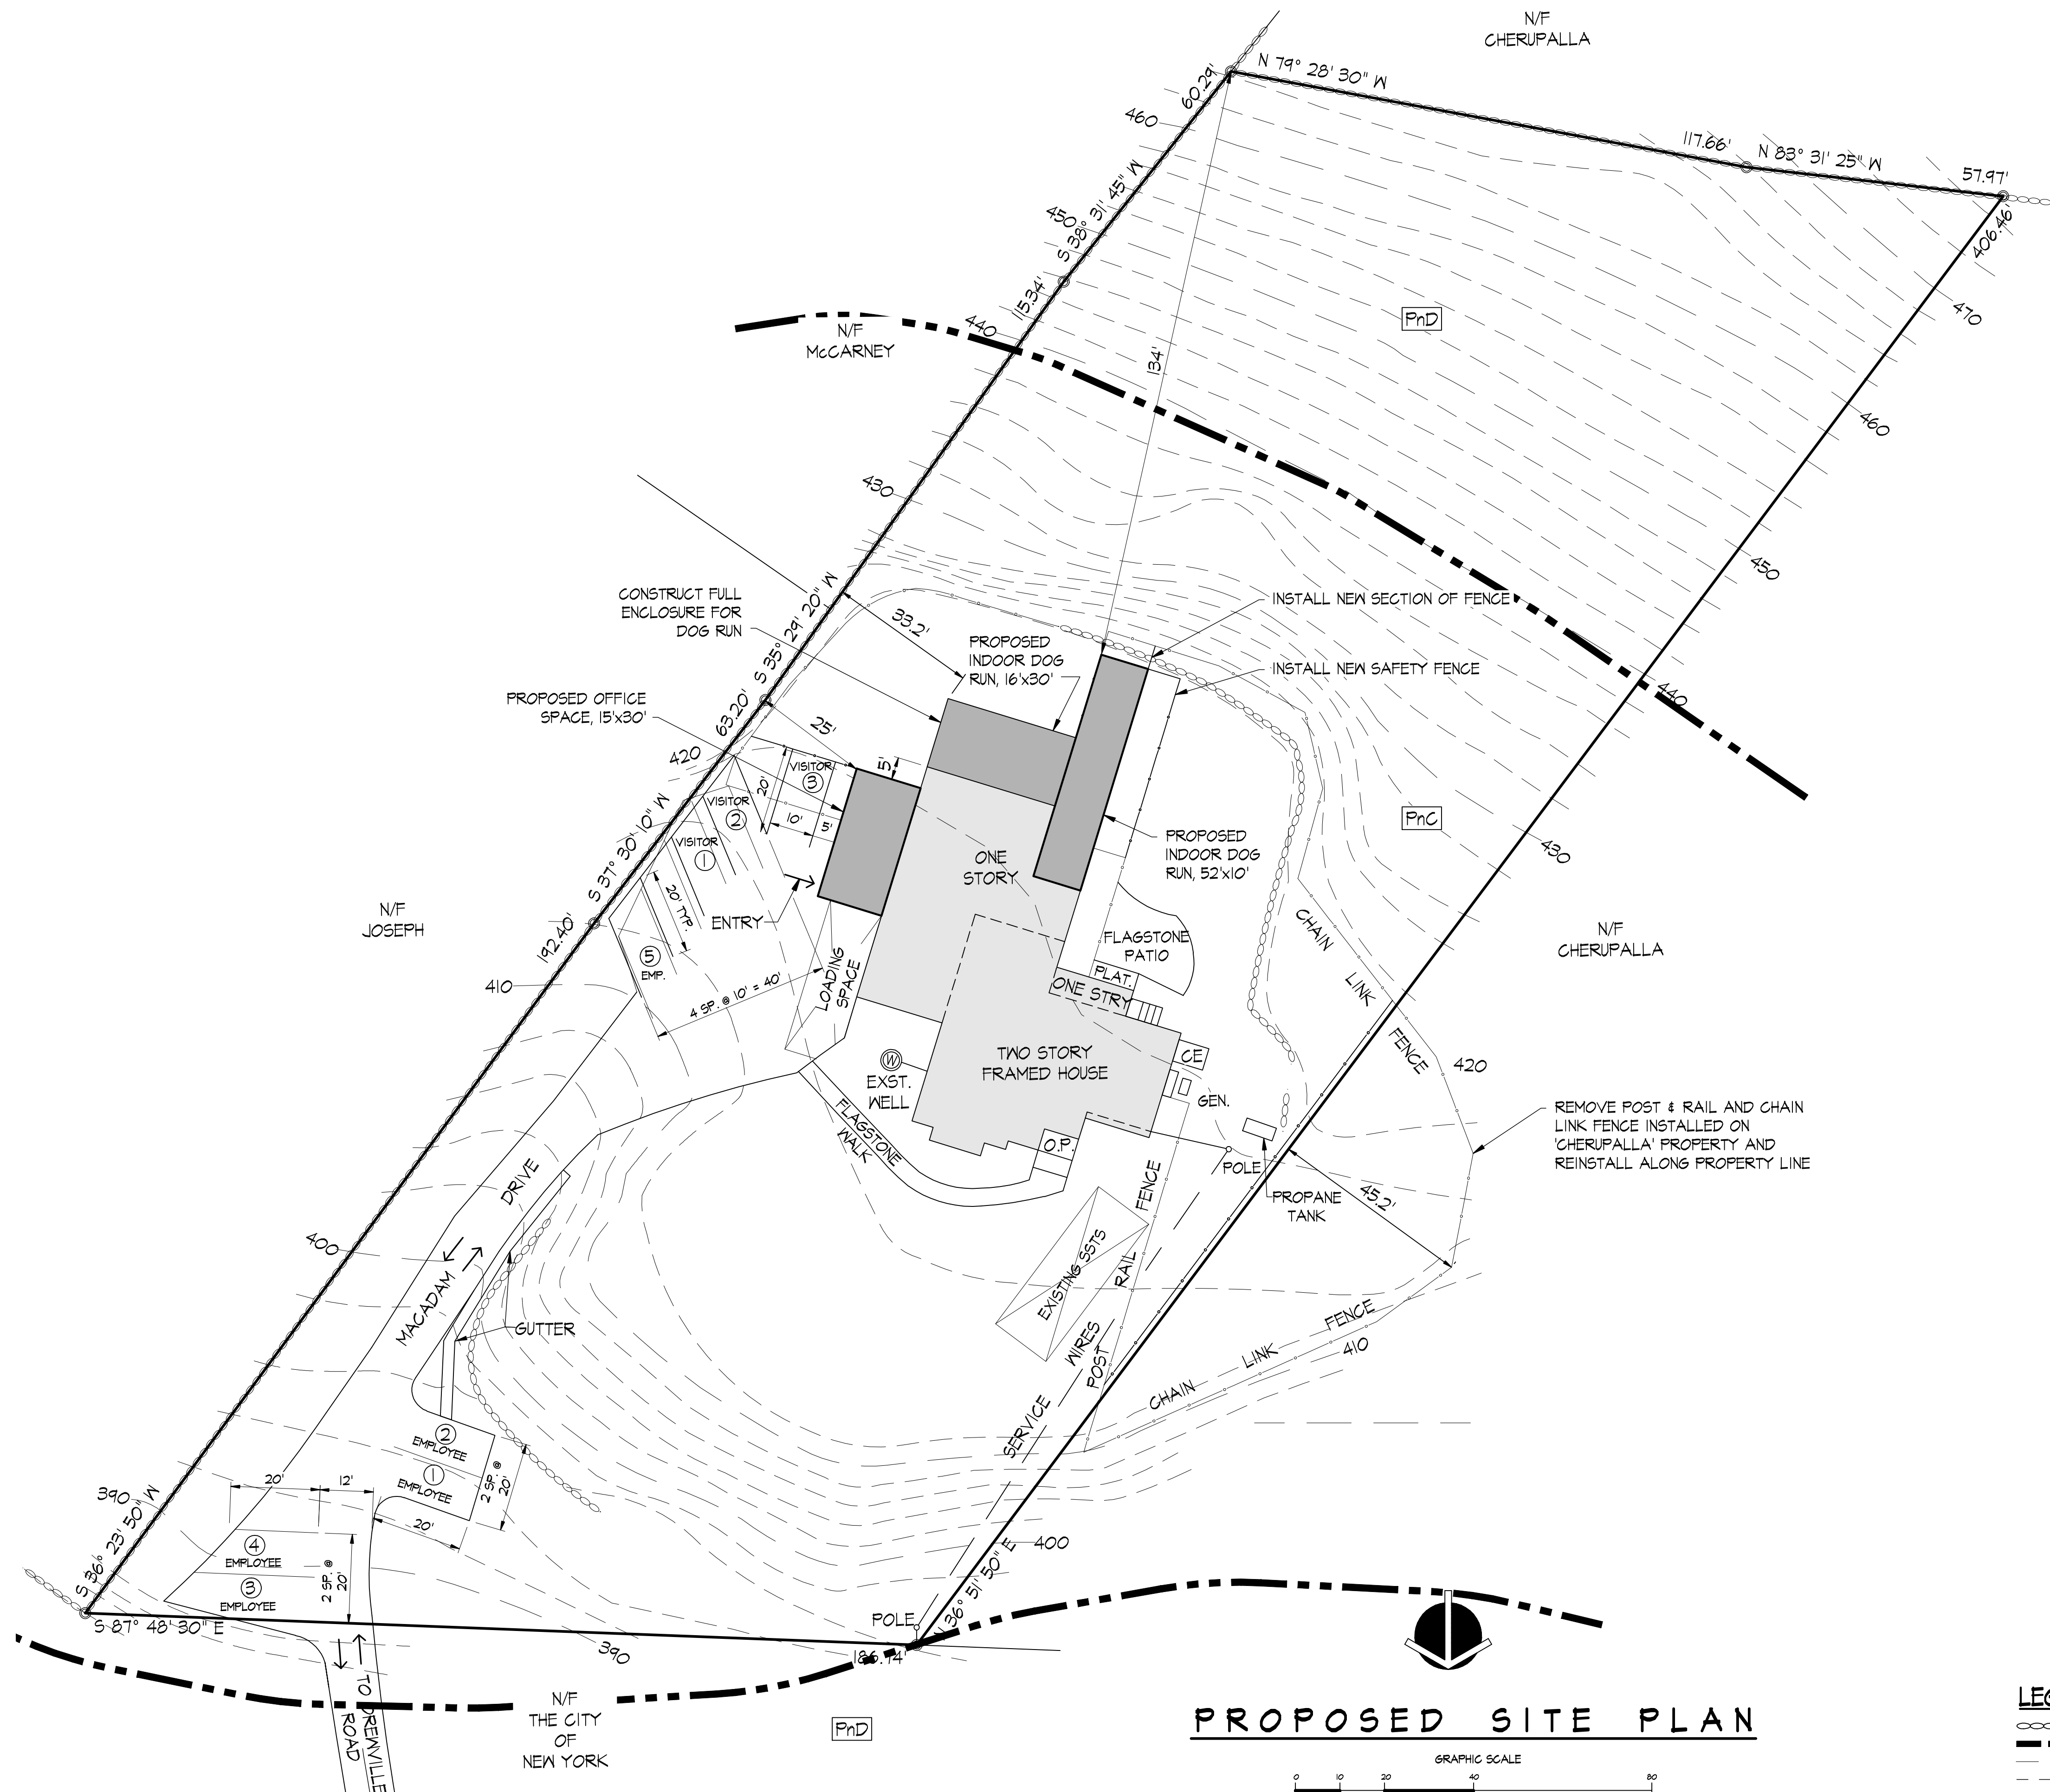 N/F
CHERUPALLA
N 79° 28' 30" W
60.29'
460
117.66'
N 83° 31' 25" W
57.97'
406.46'
S 38° 31' 45" W
450
115.34'
440
N/F
McCARNEY
134'
PnD
470
460
430
450
CONSTRUCT FULL
ENCLOSURE FOR
DOG RUN
S 35° 29' 20" W
33.2'
PROPOSED
INDOOR DOG
RUN, 16'x30'
INSTALL NEW SECTION OF FENCE
INSTALL NEW SAFETY FENCE
440
PROPOSED OFFICE
SPACE, 15'x30'
63.20'
25'
420
5'
VISITOR
3
20'
VISITOR
2
10'
5'
VISITOR
1
S 37° 30' 10" W
PnC
430
ONE
STORY
PROPOSED
INDOOR DOG
RUN, 52'x10'
20' TYP.
ENTRY
N/F
JOSEPH
192.40'
5
EMP.
4 SP. @ 10' = 40'
LOADING
SPACE
FLAGSTONE
PATIO
PLAT.
ONE STRY
CHAIN
LINK
FENCE
N/F
CHERUPALLA
410
W
EXST.
WELL
TWO STORY
FRAMED HOUSE
CE
GEN.
420
FLAGSTONE
WALK
O.P.
POLE
PROPANE
TANK
REMOVE POST & RAIL AND CHAIN
LINK FENCE INSTALLED ON
'CHERUPALLA' PROPERTY AND
REINSTALL ALONG PROPERTY LINE
45.2'
DRIVE
MACADAM
400
GUTTER
EXISTING SSTS
FENCE
RAIL
POST
WIRES
SERVICE
CHAIN
LINK
FENCE
410
2
EMPLOYEE
1
EMPLOYEE
2 SP. @
20'
20'
20'
12'
390
S 36° 23' 50" W
4
EMPLOYEE
3
EMPLOYEE
2 SP. @
20'
S 87° 48' 30" E
400
N 36° 51' 50" E
POLE
186.74'
390
TO DREWVILLE
ROAD
N/F
THE CITY
OF
NEW YORK
PnD
PROPOSED SITE PLAN
GRAPHIC SCALE
0 10 20 40 80